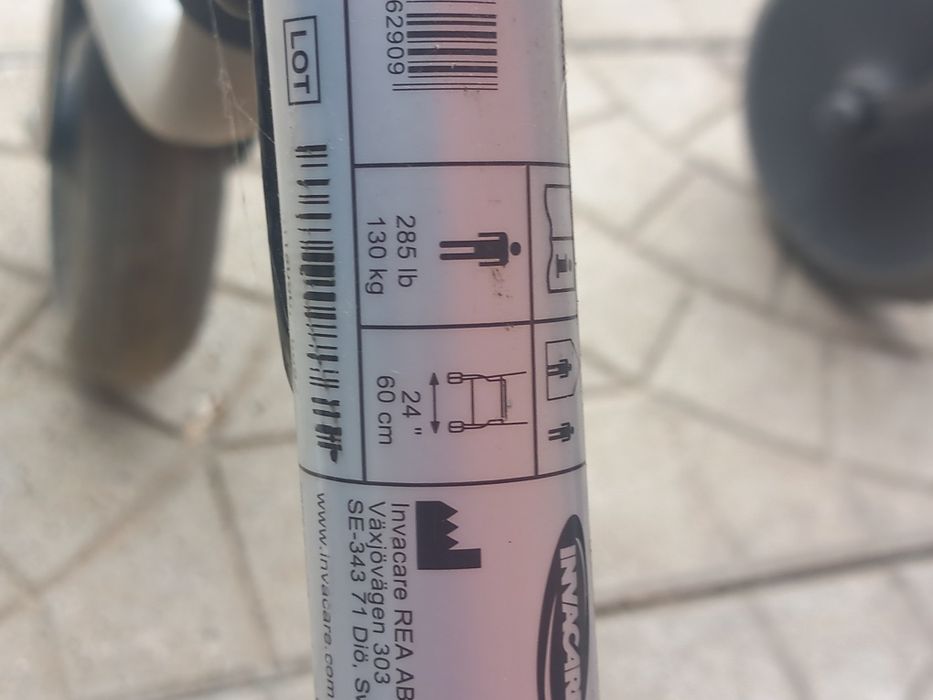 62909
LOT
i
285 lb
130 kg
24 "
60 cm
INVACARE
Invacare REA AB
Växjövägen 303
SE-343 71 Diö,
www.invacare.com